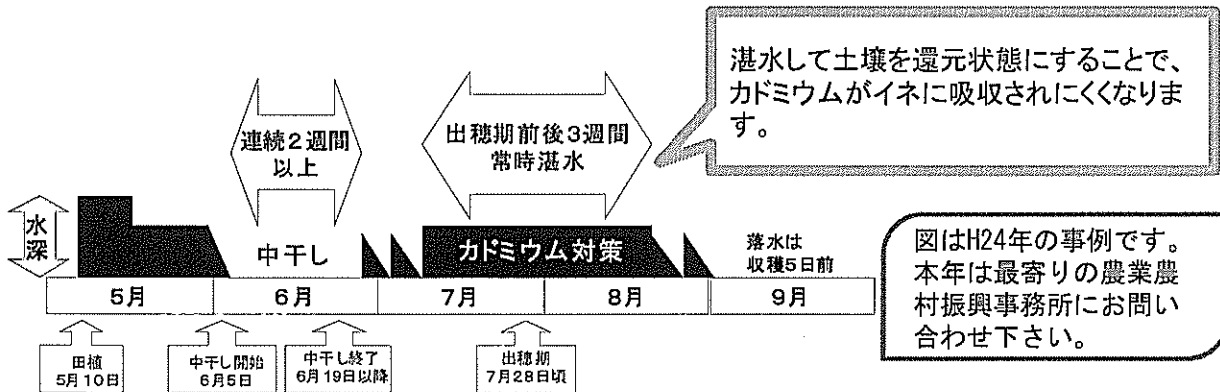 湛水して土壌を還元状態にすることで、
カドミウムがイネに吸収されにくくなりま
す。
連続2週間
以上
出穂期前後3週間
常時湛水
水深
中干し
カドミウム対策
落水は
収穫5日前
5月
6月
7月
8月
9月
田植
5月10日
中干し開始
6月5日
中干し終了
6月19日以降
出穂期
7月28日頃
図はH24年の事例です。
本年は最寄りの農業農
村振興事務所にお問い
合わせ下さい。